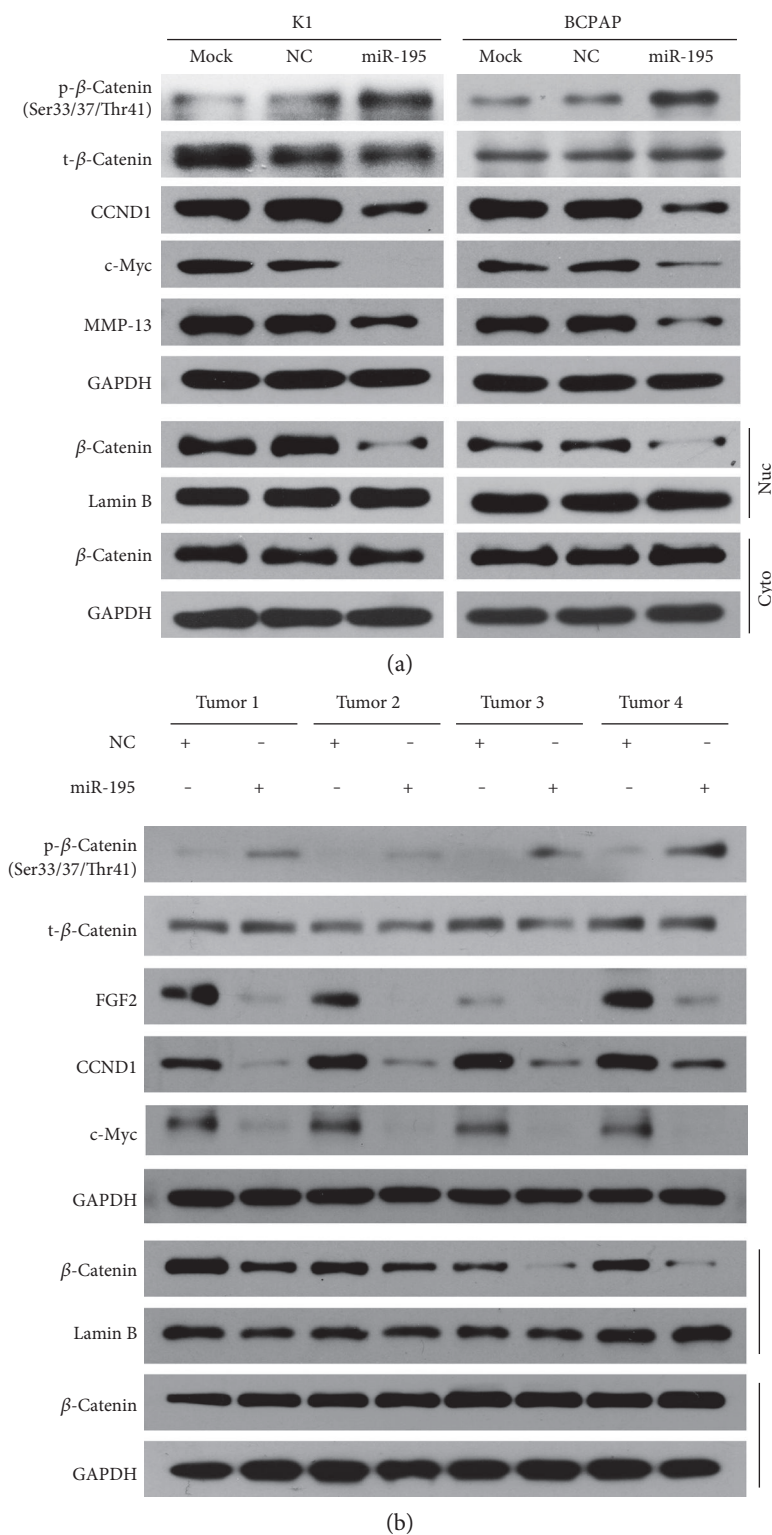 K1 BCPAP
Mock NC miR-195 Mock NC miR-195
p-β-Catenin
(Ser33/37/Thr41)
t-β-Catenin
CCND1
c-Myc
MMP-13
GAPDH
β-Catenin
Lamin B
Nuc
β-Catenin
GAPDH
Cyto
(a)
Tumor 1 Tumor 2 Tumor 3 Tumor 4
NC + – + – + – + –
miR-195 – + – + – + – +
p-β-Catenin
(Ser33/37/Thr41)
t-β-Catenin
FGF2
CCND1
c-Myc
GAPDH
β-Catenin
Lamin B
β-Catenin
GAPDH
(b)